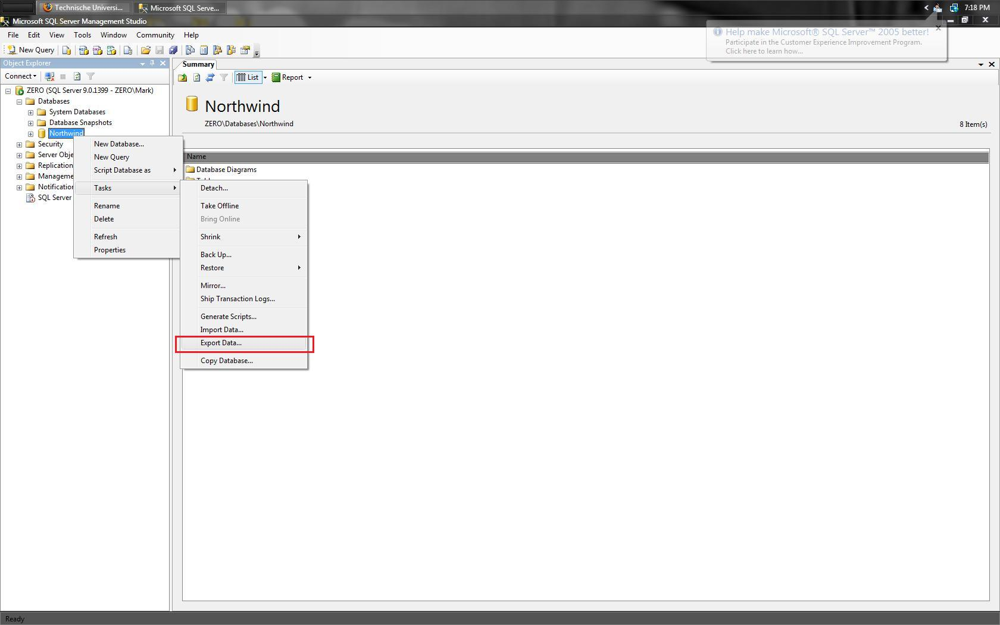 Technische Universi...
Microsoft SQL Serve...
7:18 PM
Microsoft SQL Server Management Studio
File Edit View Tools Window Community Help
Help make Microsoft® SQL Server™ 2005 better!
Participate in the Customer Experience Improvement Program.
Click here to learn how...
New Query
Object Explorer
Summary
Connect
List Report
ZERO (SQL Server 9.0.1399 - ZERO\Mark)
Databases
System Databases
Database Snapshots
Northwind
Security
Server Obje
Replication
Manageme
Notification
SQL Server
Northwind
ZERO\Databases\Northwind
8 Item(s)
Name
Database Diagrams
New Database...
New Query
Script Database as
Tasks
Rename
Delete
Refresh
Properties
Detach...
Take Offline
Bring Online
Shrink
Back Up...
Restore
Mirror...
Ship Transaction Logs...
Generate Scripts...
Import Data...
Export Data...
Copy Database...
Ready